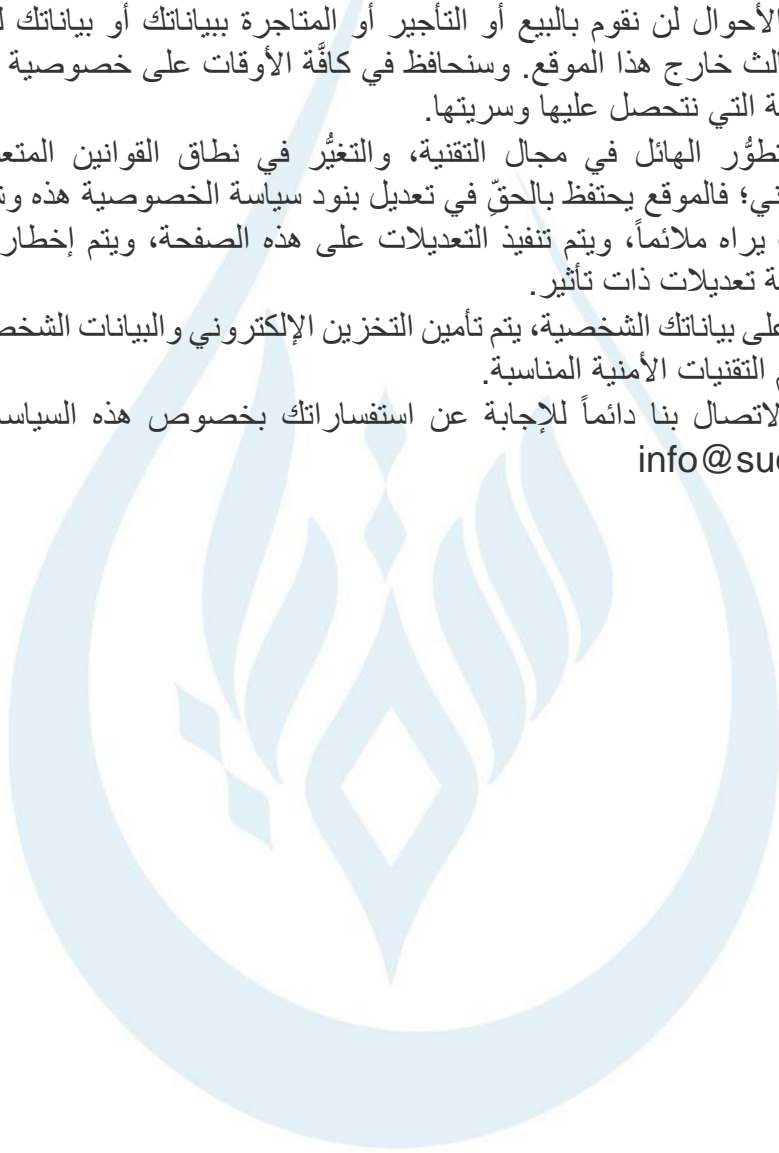 الأحوال لن نقوم بالبيع أو التأجير أو المتاجرة ببياناتك أو بياناتك
الث خارج هذا الموقع. وسنحافظ في كافَّة الأوقات على خصوصية
ة التي نتحصل عليها وسريتها.
تطوُّر الهائل في مجال التقنية، والتغيُّر في نطاق القوانين المتع
ني؛ فالموقع يحتفظ بالحقِّ في تعديل بنود سياسة الخصوصية هذه وش
يراه ملائماً، ويتم تنفيذ التعديلات على هذه الصفحة، ويتم إخطار
ة تعديلات ذات تأثير.
على بياناتك الشخصية، يتم تأمين التخزين الإلكتروني والبيانات الشخص
م التقنيات الأمنية المناسبة.
لاتصال بنا دائماً للإجابة عن استفساراتك بخصوص هذه السياس
info@suc